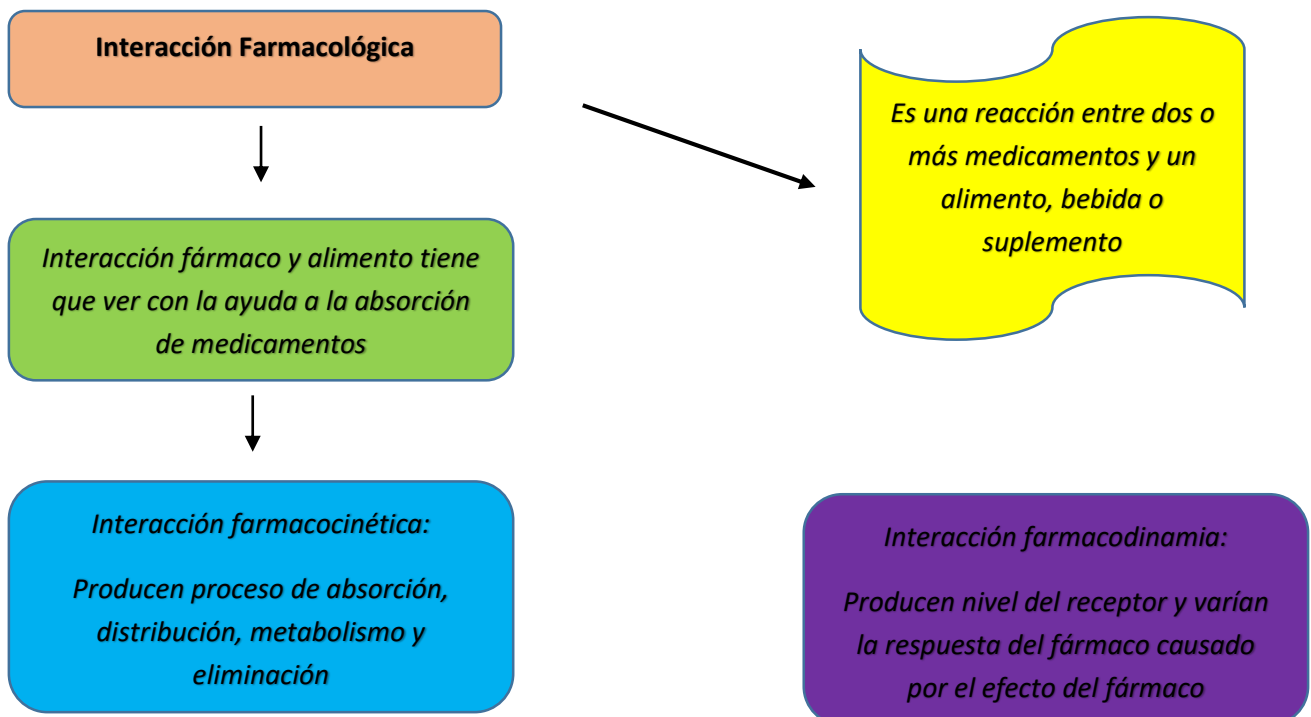 Interacción Farmacológica
Es una reacción entre dos o
más medicamentos y un
alimento, bebida o
suplemento
Interacción fármaco y alimento tiene
que ver con la ayuda a la absorción
de medicamentos
Interacción farmacocinética:
Producen proceso de absorción,
distribución, metabolismo y
eliminación
Interacción farmacodinamia:
Producen nivel del receptor y varían
la respuesta del fármaco causado
por el efecto del fármaco